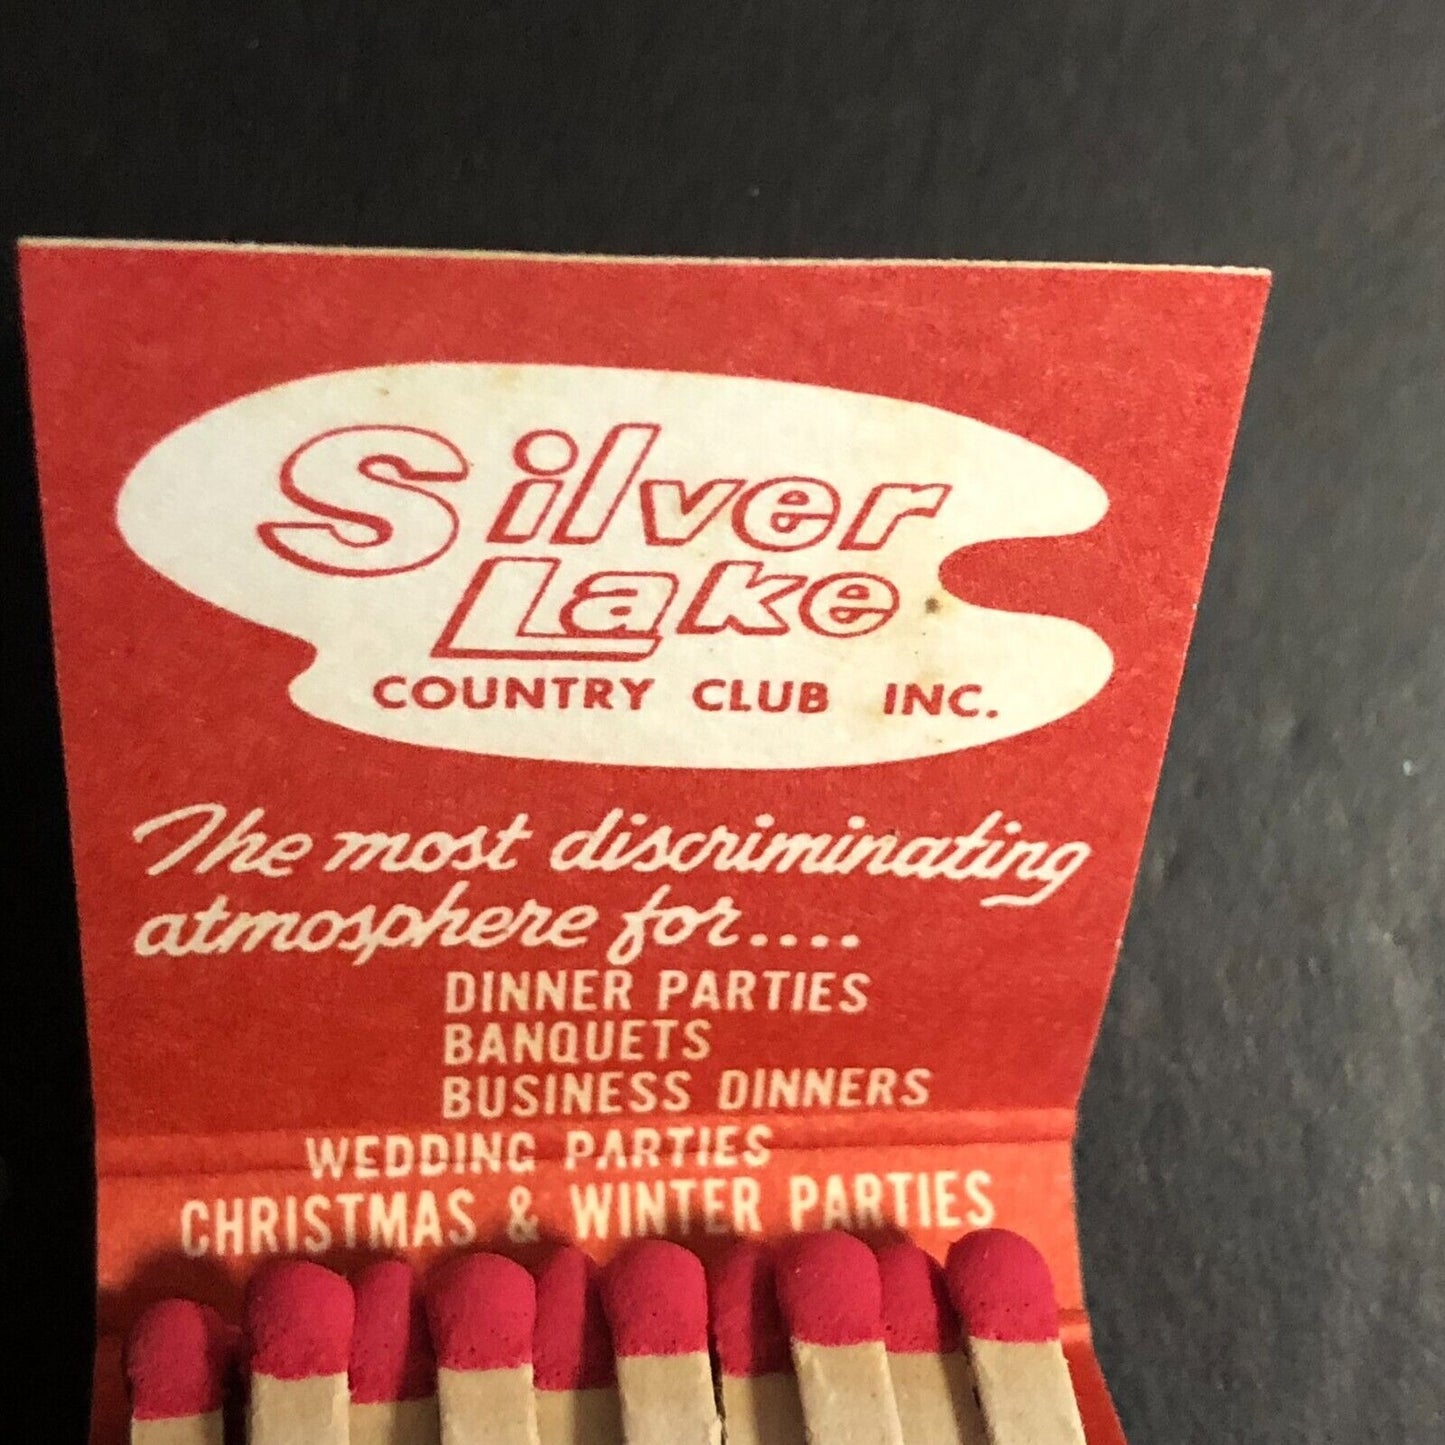 Silver
Lake
COUNTRY CLUB INC.
The most discriminating
atmosphere for....
DINNER PARTIES
BANQUETS
BUSINESS DINNERS
WEDDING PARTIES
CHRISTMAS & WINTER PARTIES